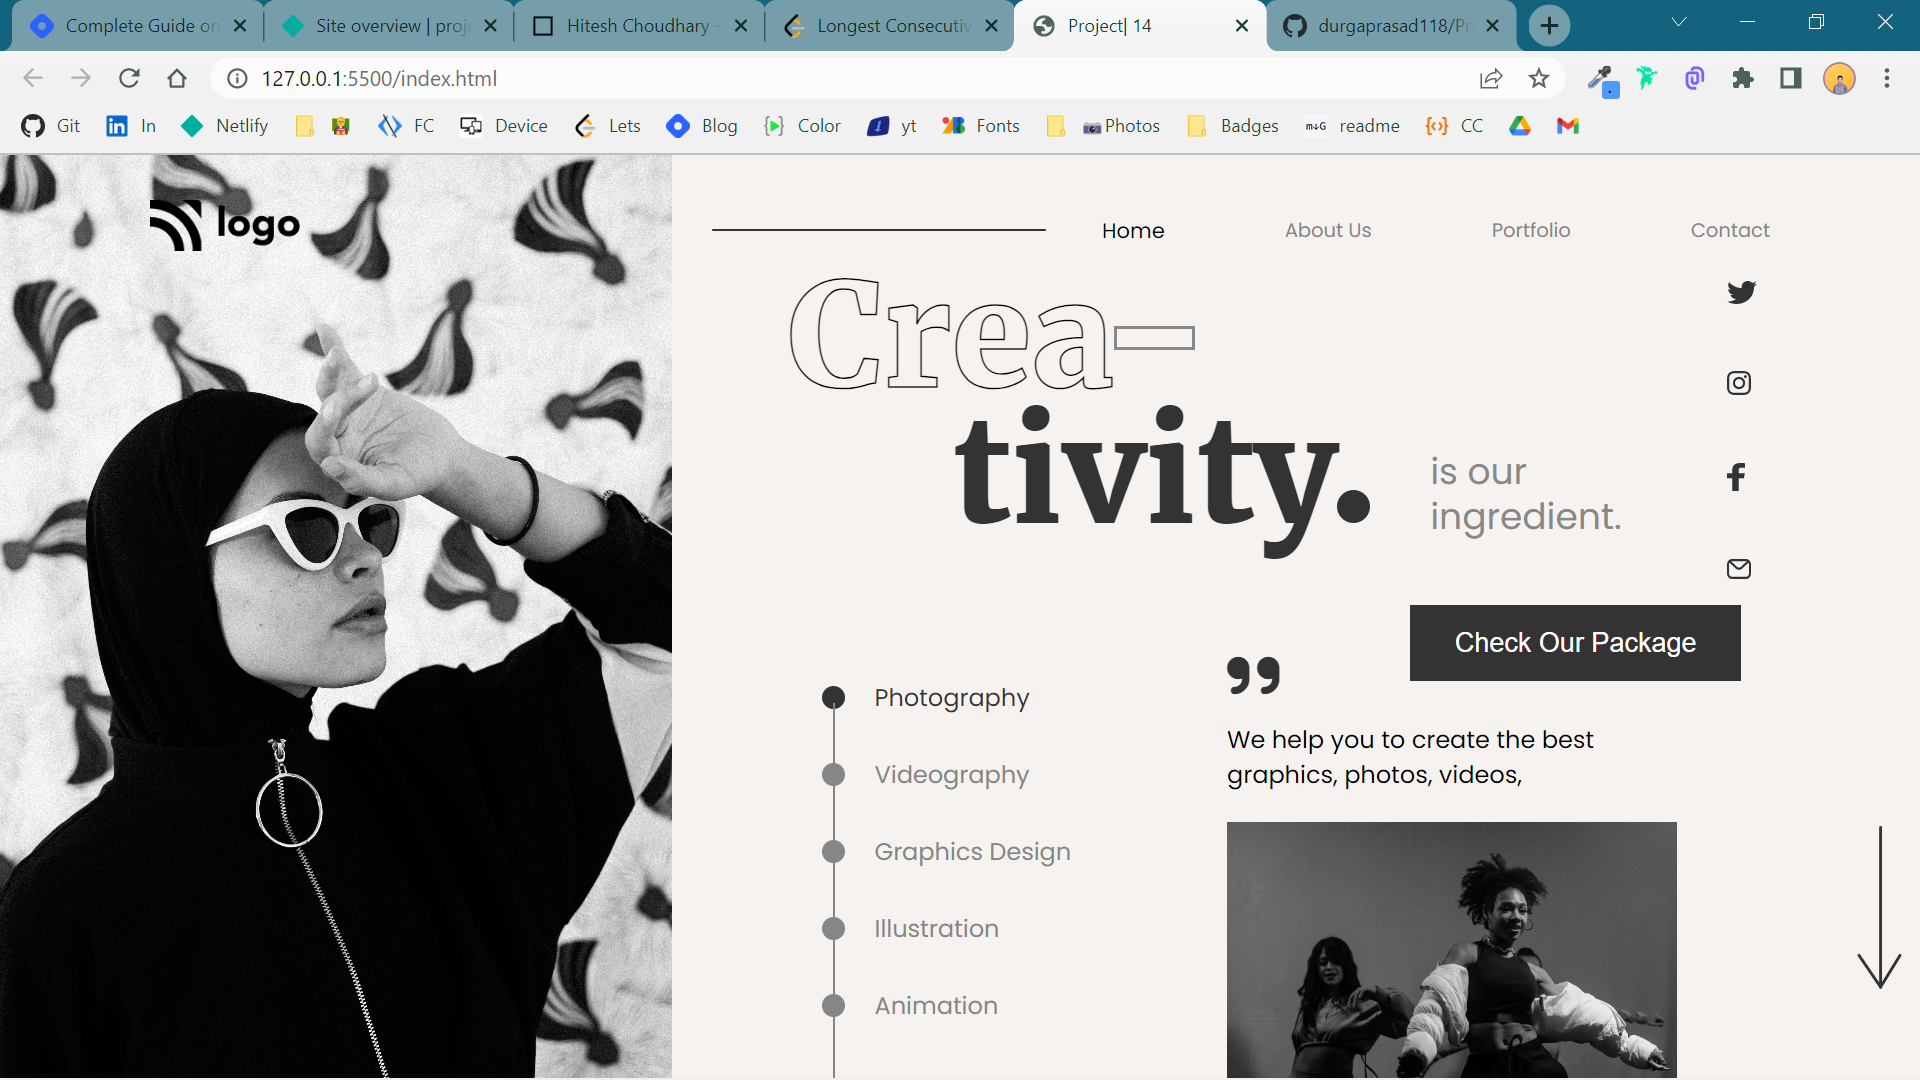 Complete Guide on
Site overview | proj
Hitesh Choudhary -
Longest Consecutiv
Project| 14
durgaprasad118/Pr
127.0.0.1:5500/index.html
Git
In
Netlify
FC
Device
Lets
Blog
Color
yt
Fonts
Photos
Badges
M↓G
readme
CC
logo
Home
About Us
Portfolio
Contact
Crea
tivity.
is our
ingredient.
Check Our Package
Photography
Videography
Graphics Design
Illustration
Animation
❜❜
We help you to create the best
graphics, photos, videos,